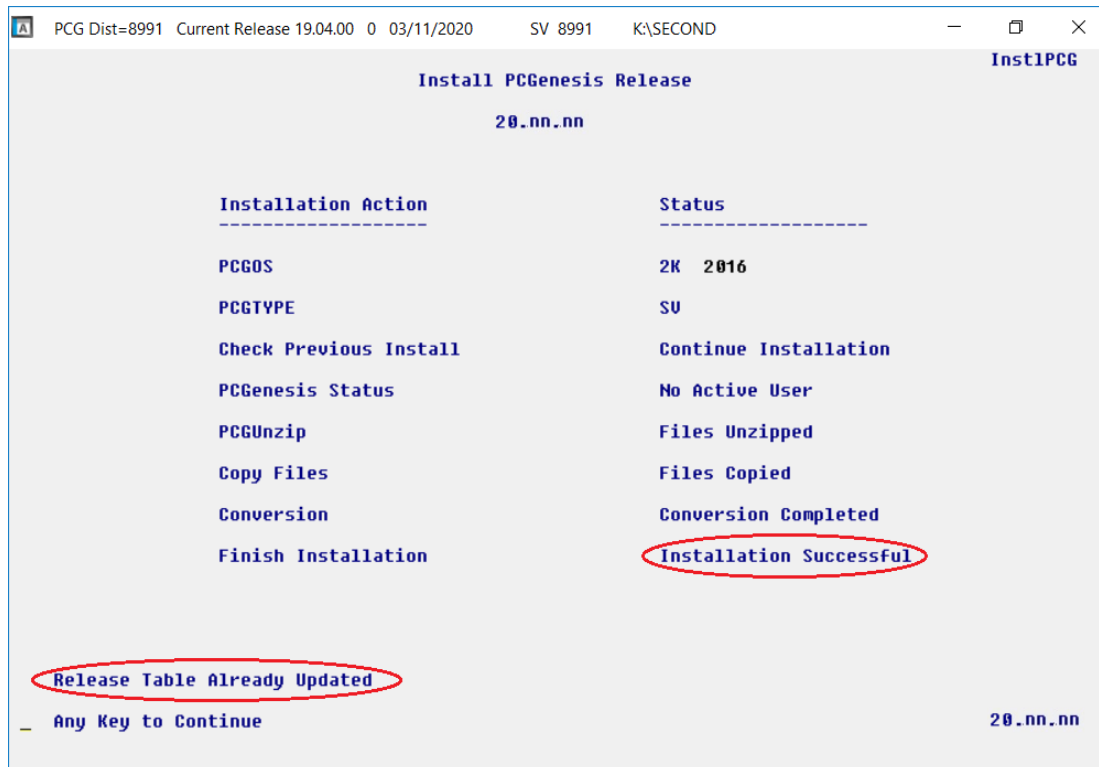 PCG Dist=8991 Current Release 19.04.00 0 03/11/2020 SV 8991 K:\SECOND
InstlPCG
Install PCGenesis Release
20.nn.nn
Installation Action Status
------------------- -------------------
PCGOS 2K 2016
PCGTYPE SV
Check Previous Install Continue Installation
PCGenesis Status No Active User
PCGUnzip Files Unzipped
Copy Files Files Copied
Conversion Conversion Completed
Finish Installation Installation Successful
Release Table Already Updated
_ Any Key to Continue 20.nn.nn